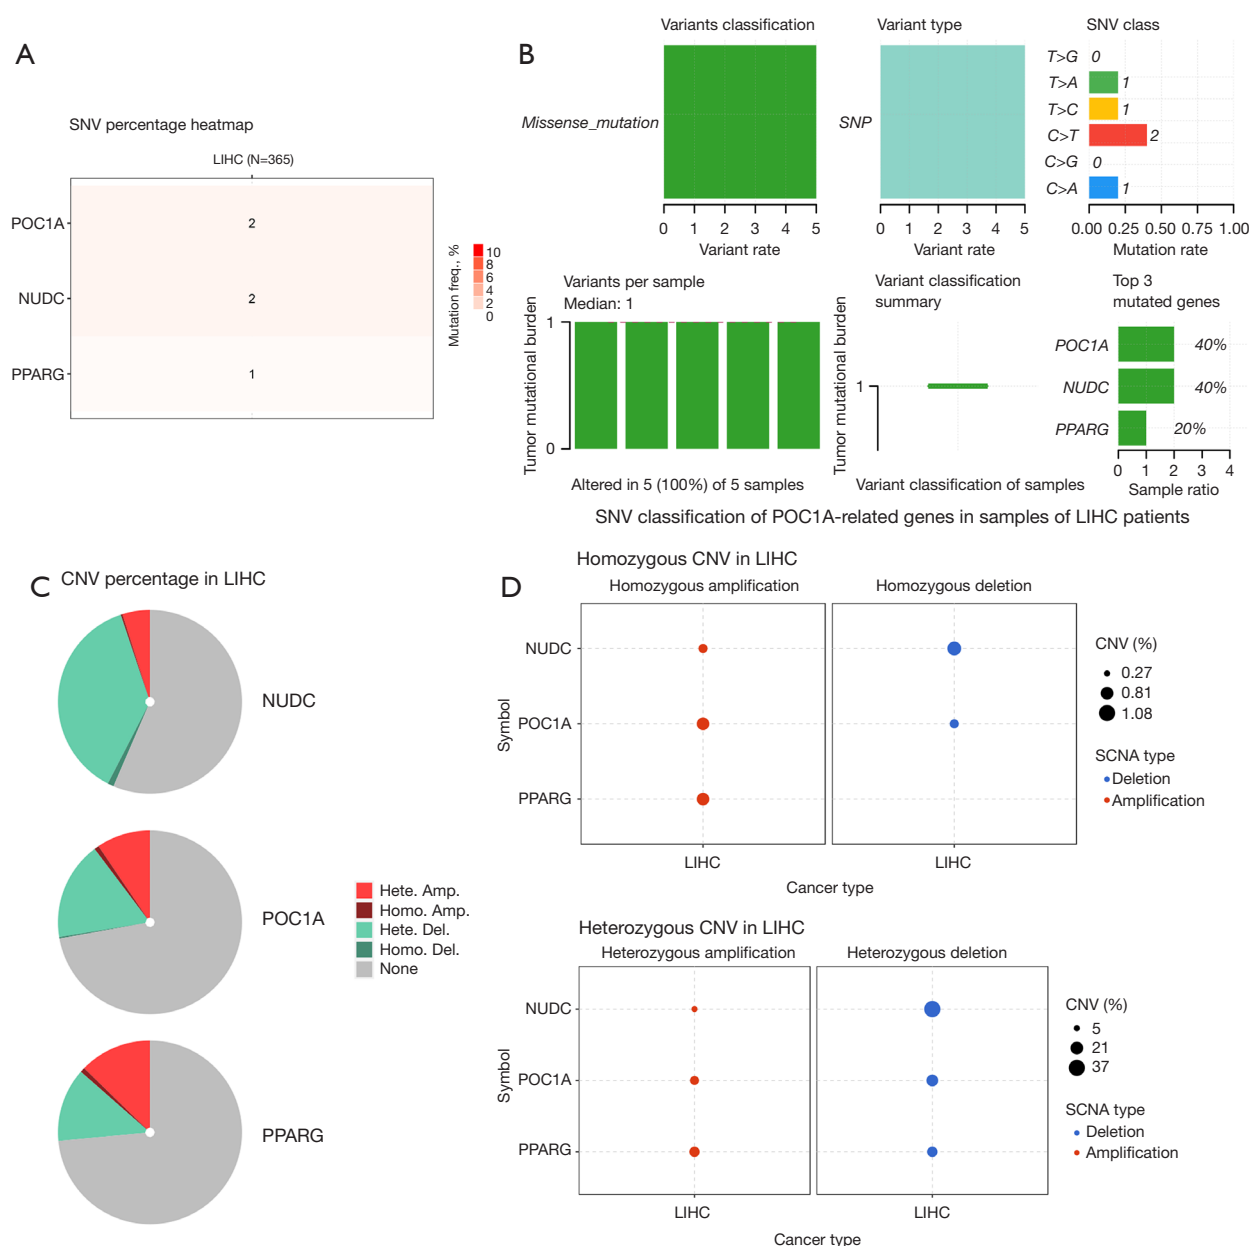 A
SNV percentage heatmap
LIHC (N=365)
POC1A
2
NUDC
2
PPARG
1
Mutation freq., %
10
8
6
4
2
0
B
Variants classification
Missense_mutation
0 1 2 3 4 5
Variant rate
Variant type
SNP
0 1 2 3 4 5
Variant rate
SNV class
T>G 0
T>A 1
T>C 1
C>T 2
C>G 0
C>A 1
0.00 0.25 0.50 0.75 1.00
Mutation rate
Variants per sample
Median: 1
Tumor mutational burden
1
0
Altered in 5 (100%) of 5 samples
Variant classification
summary
Tumor mutational burden
1
Variant classification of samples
Top 3
mutated genes
POC1A 40%
NUDC 40%
PPARG 20%
0 1 2 3 4
Sample ratio
SNV classification of POC1A-related genes in samples of LIHC patients
C
CNV percentage in LIHC
NUDC
POC1A
PPARG
Hete. Amp.
Homo. Amp.
Hete. Del.
Homo. Del.
None
D
Homozygous CNV in LIHC
Homozygous amplification
Homozygous deletion
Symbol
NUDC
POC1A
PPARG
LIHC
LIHC
Cancer type
CNV (%)
0.27
0.81
1.08
SCNA type
Deletion
Amplification
Heterozygous CNV in LIHC
Heterozygous amplification
Heterozygous deletion
Symbol
NUDC
POC1A
PPARG
LIHC
LIHC
Cancer type
CNV (%)
5
21
37
SCNA type
Deletion
Amplification